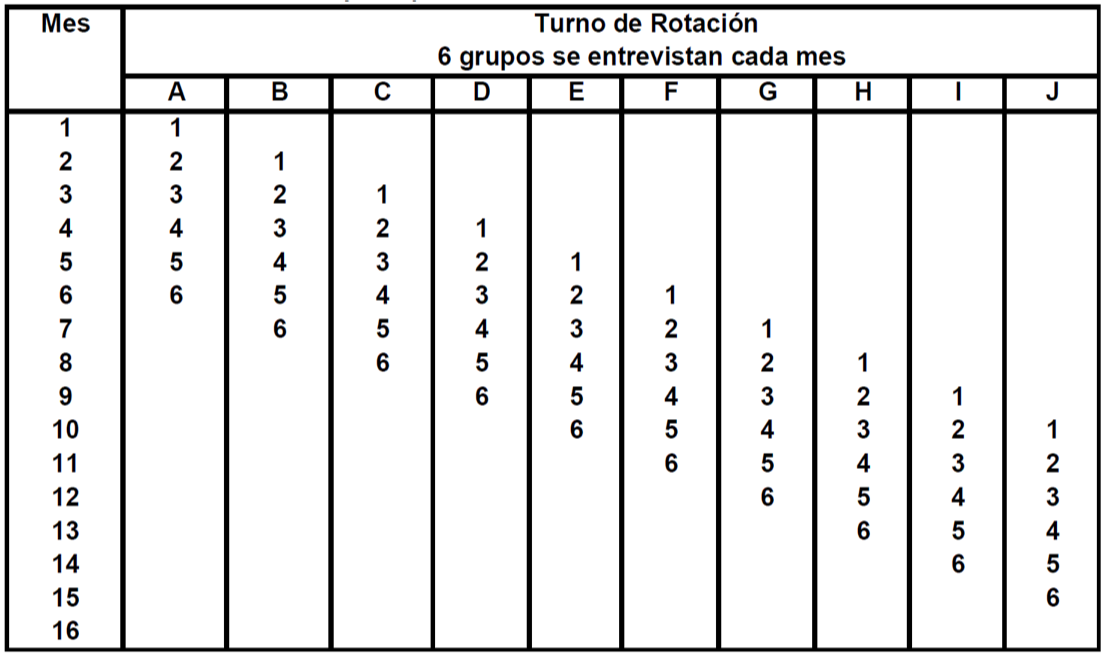 Mes Turno de Rotación
6 grupos se entrevistan cada mes
A B C D E F G H I J
1 1
2 2 1
3 3 2 1
4 4 3 2 1
5 5 4 3 2 1
6 6 5 4 3 2 1
7 6 5 4 3 2 1
8 6 5 4 3 2 1
9 6 5 4 3 2 1
10 6 5 4 3 2 1
11 6 5 4 3 2
12 6 5 4 3
13 6 5 4
14 6 5
15 6
16